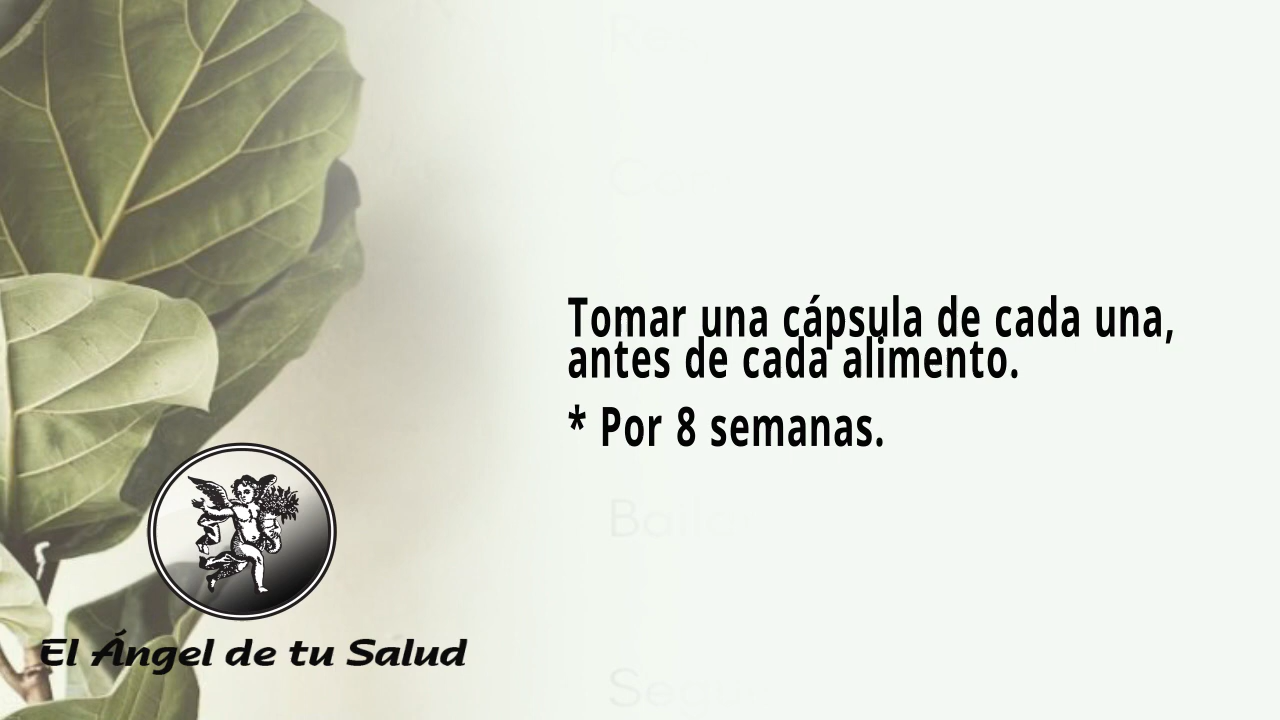 Tomar una cápsula de cada una,
antes de cada alimento.
* Por 8 semanas.
El Ángel de tu Salud